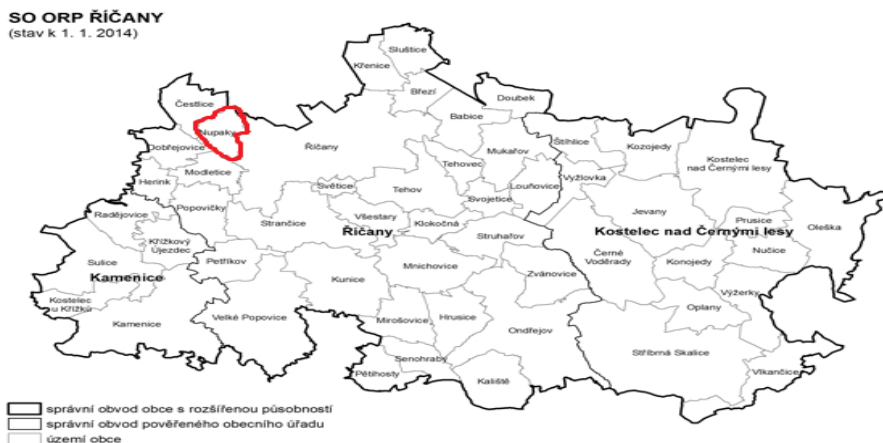 SO ORP ŘÍČANY
(stav k 1. 1. 2014)
Sluštice
Křenice
Březí
Doubek
Čestlice
Babice
Nupaky
Říčany
Štíhlice
Kozojedy
Dobřejovice
Mukařov
Tehovec
Kostelec
nad Černými lesy
Modletice
Louňovice
Vyžlovka
Herink
Světice
Tehov
Popovičky
Svojetice
Jevany
Radějovice
Všestary
Prusice
Oleška
Strančice
Klokočná
Říčany
Struhařov
Kostelec nad Černými lesy
Křížkový
Újezdec
Nučice
Sulice
Petříkov
Černé
Voděrady
Konojedy
Mnichovice
Zvánovice
Kamenice
Kunice
Výžerky
Kostelec
u Křížků
Oplany
Velké Popovice
Mirošovice
Hrusice
Kamenice
Ondřejov
Senohraby
Stříbrná Skalice
Pětihosty
Kaliště
Vlkančice
správní obvod obce s rozšířenou působností
správní obvod pověřeného obecního úřadu
území obce